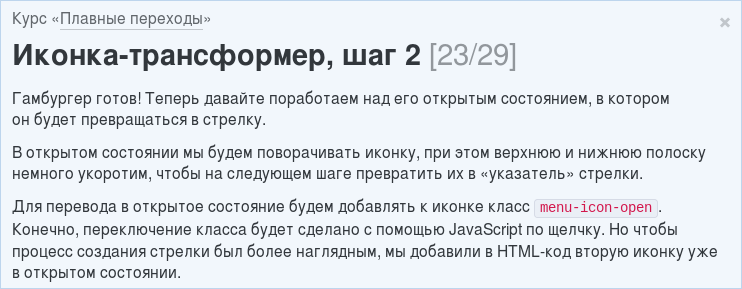 Курс «Плавные переходы»
Иконка-трансформер, шаг 2 [23/29]
Гамбургер готов! Теперь давайте поработаем над его открытым состоянием, в котором
он будет превращаться в стрелку.
В открытом состоянии мы будем поворачивать иконку, при этом верхнюю и нижнюю полоску
немного укоротим, чтобы на следующем шаге превратить их в «указатель» стрелки.
Для перевода в открытое состояние будем добавлять к иконке класс menu-icon-open.
Конечно, переключение класса будет сделано с помощью JavaScript по щелчку. Но чтобы
процесс создания стрелки был более наглядным, мы добавили в HTML-код вторую иконку уже
в открытом состоянии.